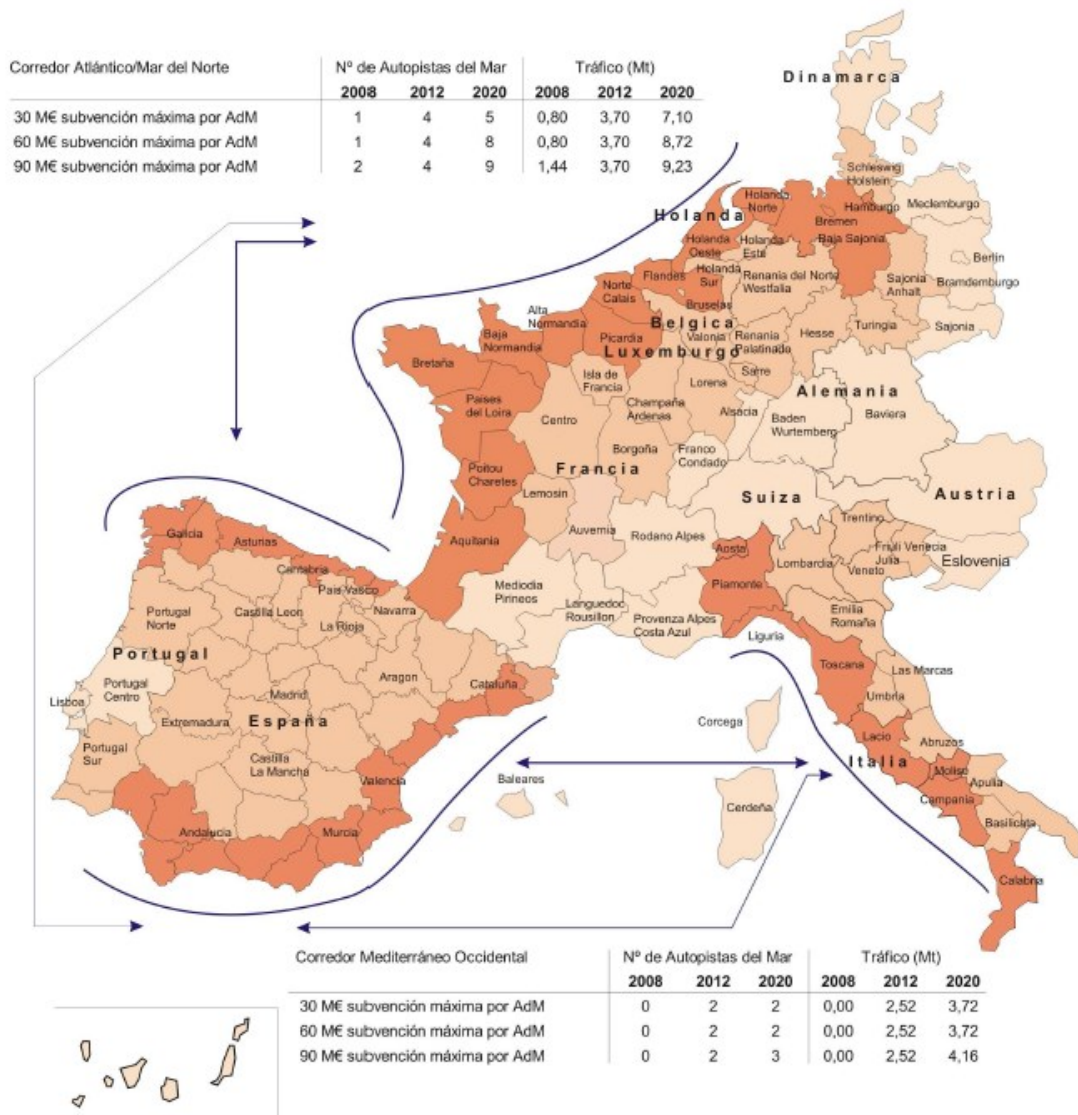 Corredor Atlántico/Mar del Norte Nº de Autopistas del Mar Tráfico (Mt)
2008 2012 2020 2008 2012 2020
30 M€ subvención máxima por AdM 1 4 5 0,80 3,70 7,10
60 M€ subvención máxima por AdM 1 4 8 0,80 3,70 8,72
90 M€ subvención máxima por AdM 2 4 9 1,44 3,70 9,23
Dinamarca
Schleswig
Holstein
Meclemburgo
Hamburgo
Bremen
Baja Sajonia
Berlín
Bramdemburgo
Sajonia
Anhalt
Sajonia
Turingia
Hesse
Holanda
Holanda
Norte
Holanda
Oeste
Holanda
Este
Holanda
Sur
Renania del Norte
Westfalia
Flandes
Bruselas
Belgica
Valonia
Luxemburgo
Renania
Palatinado
Sarre
Norte
Calais
Picardia
Alta
Normandia
Baja
Normandia
Bretaña
Paises
del Loira
Isla de
Francia
Centro
Champaña
Ardenas
Lorena
Alsacia
Alemania
Baden
Wurtemberg
Baviera
Borgoña
Franco
Condado
Francia
Poitou
Charetes
Lemosin
Auvernia
Rodano Alpes
Aquitania
Mediodia
Pirineos
Languedoc
Rousillon
Provenza Alpes
Costa Azul
Suiza
Austria
Eslovenia
Trentino
Friuli Venecia
Julia
Veneto
Lombardia
Aosta
Piamonte
Emilia
Romaña
Liguria
Toscana
Las Marcas
Umbria
Lacio
Abruzos
Italia
Molise
Apulia
Campania
Basilicata
Calabria
Corcega
Cerdeña
Galicia
Asturias
Cantabria
Pais Vasco
Navarra
Castilla Leon
La Rioja
Portugal
Norte
Portugal
Portugal
Centro
Lisboa
Portugal
Sur
Aragon
Cataluña
Madrid
Extremadura
España
Castilla
La Mancha
Valencia
Baleares
Andalucia
Murcia
Corredor Mediterráneo Occidental Nº de Autopistas del Mar Tráfico (Mt)
2008 2012 2020 2008 2012 2020
30 M€ subvención máxima por AdM 0 2 2 0,00 2,52 3,72
60 M€ subvención máxima por AdM 0 2 2 0,00 2,52 3,72
90 M€ subvención máxima por AdM 0 2 3 0,00 2,52 4,16